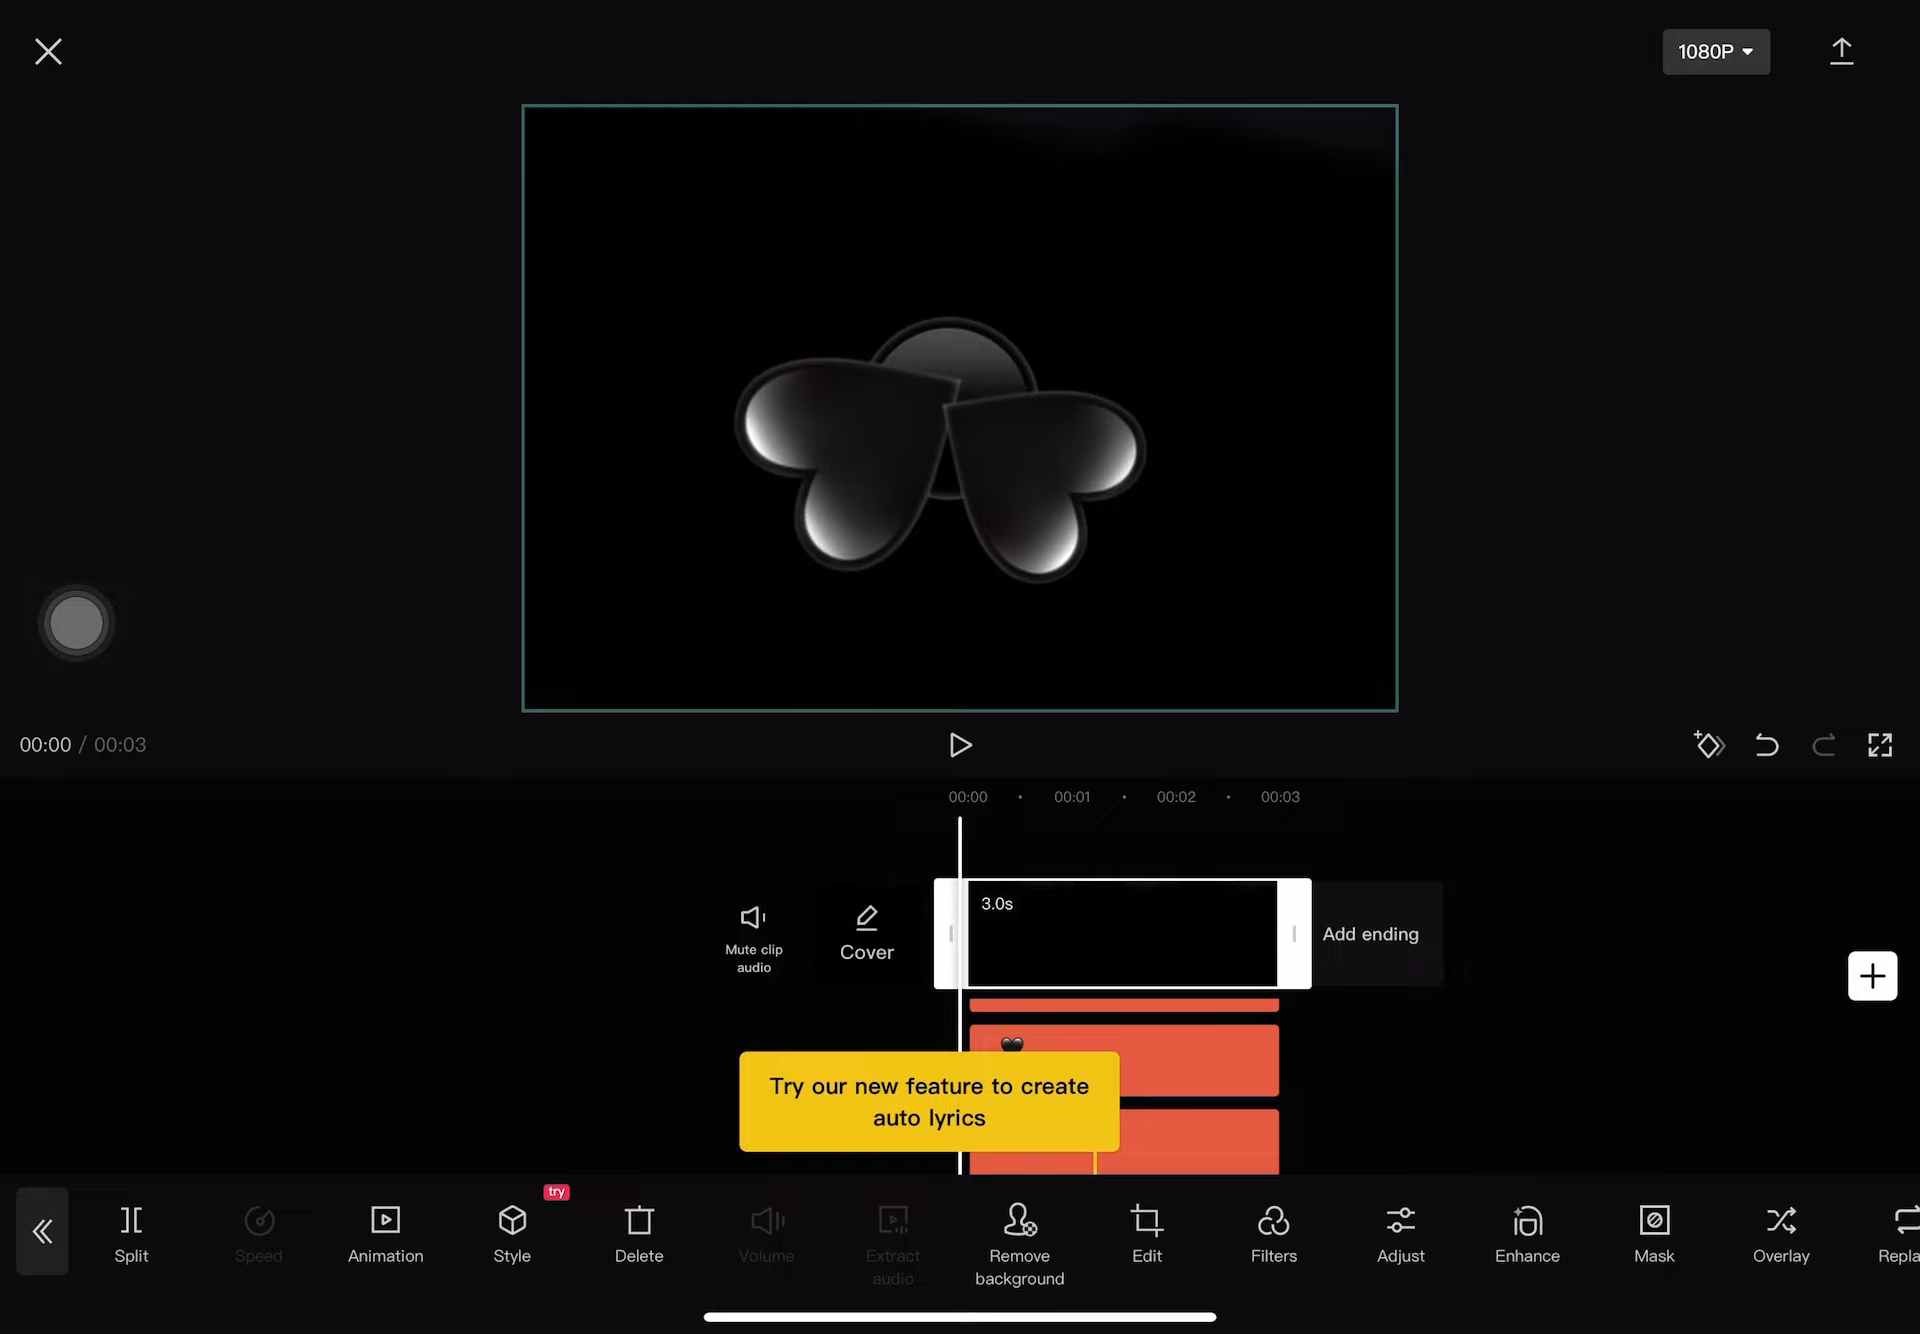 1080P
00:00 / 00:03
00:00 00:01 00:02 00:03
3.0s
Mute clip
audio
Cover
Add ending
Try our new feature to create
auto lyrics
try
Split
Speed
Animation
Style
Delete
Volume
Extract
audio
Remove
background
Edit
Filters
Adjust
Enhance
Mask
Overlay
Repla